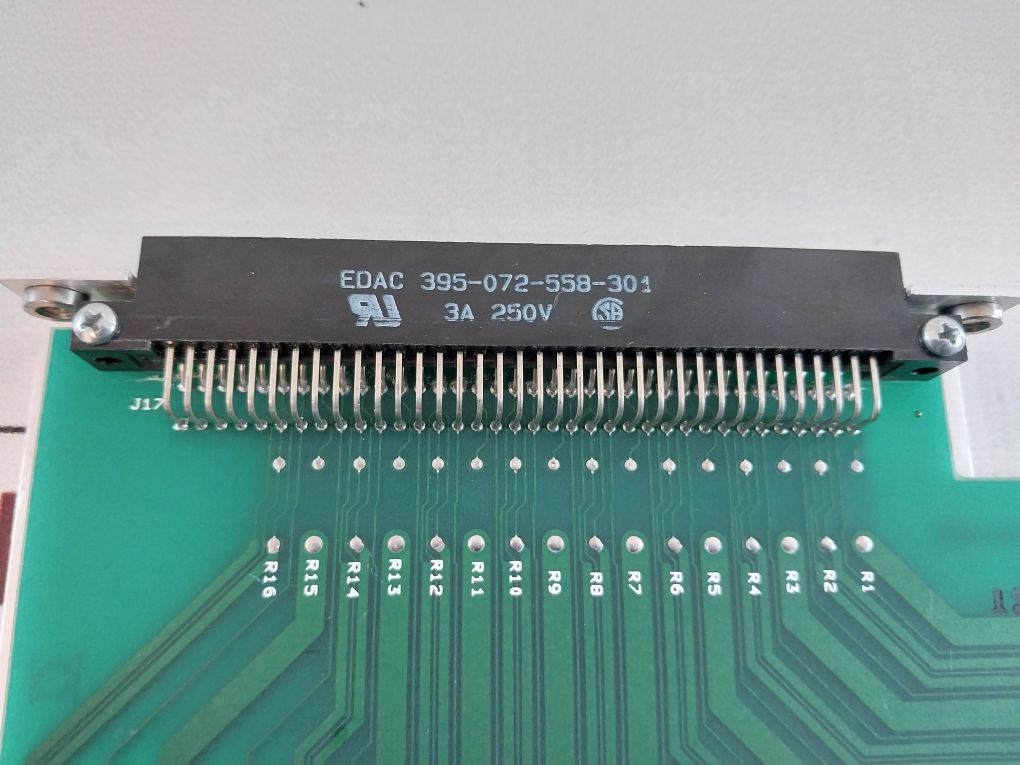 EDAC 395-072-558-301
3A 250V
J17
R16 R15 R14 R13 R12 R11 R10 R9 R8 R7 R6 R5 R4 R3 R2 R1